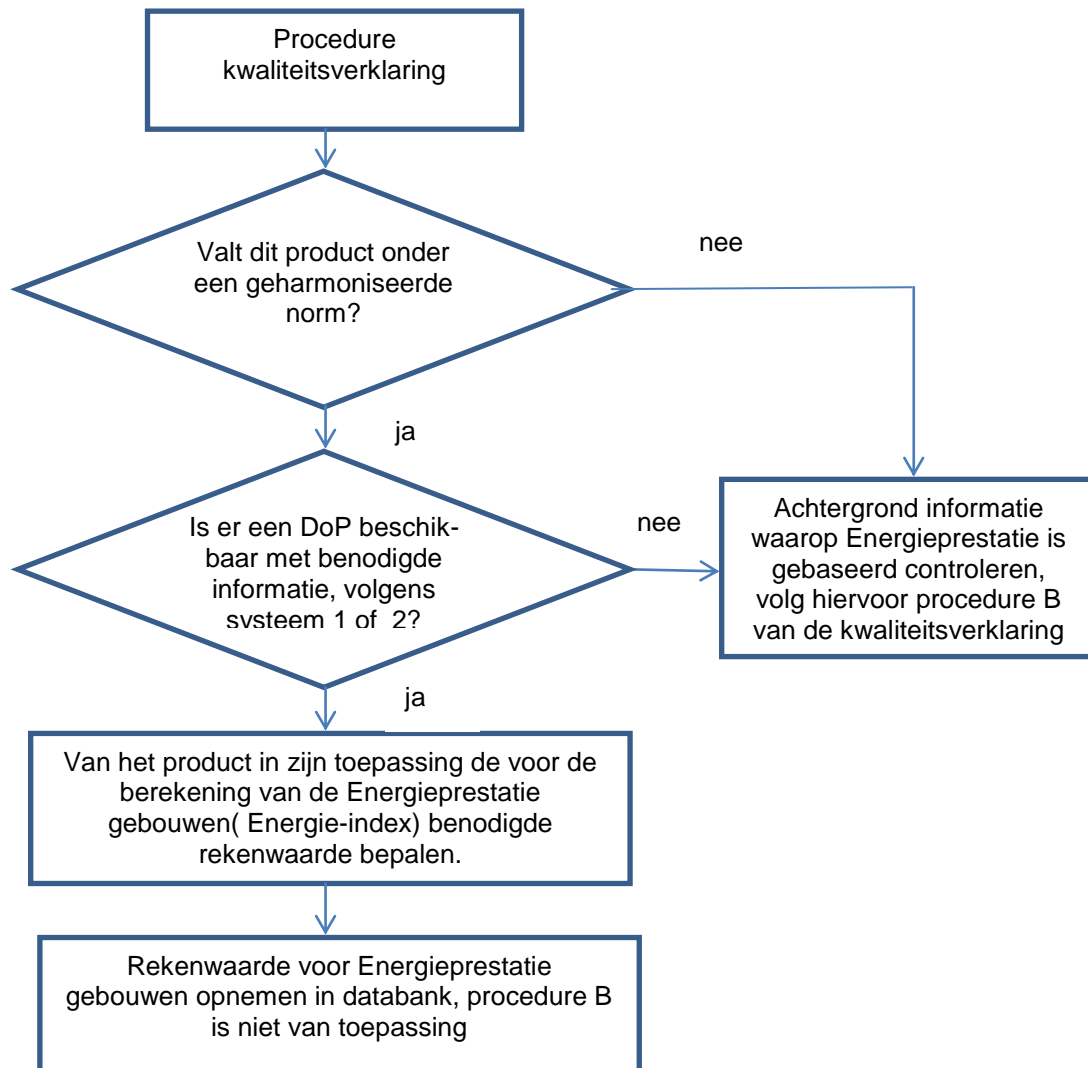 Procedure
kwaliteitsverklaring
Valt dit product onder
een geharmoniseerde
norm?
nee
ja
Is er een DoP beschik-
baar met benodigde
informatie, volgens
systeem 1 of 2?
nee
Achtergrond informatie
waarop Energieprestatie is
gebaseerd controleren,
volg hiervoor procedure B
van de kwaliteitsverklaring
ja
Van het product in zijn toepassing de voor de
berekening van de Energieprestatie
gebouwen( Energie-index) benodigde
rekenwaarde bepalen.
Rekenwaarde voor Energieprestatie
gebouwen opnemen in databank, procedure B
is niet van toepassing